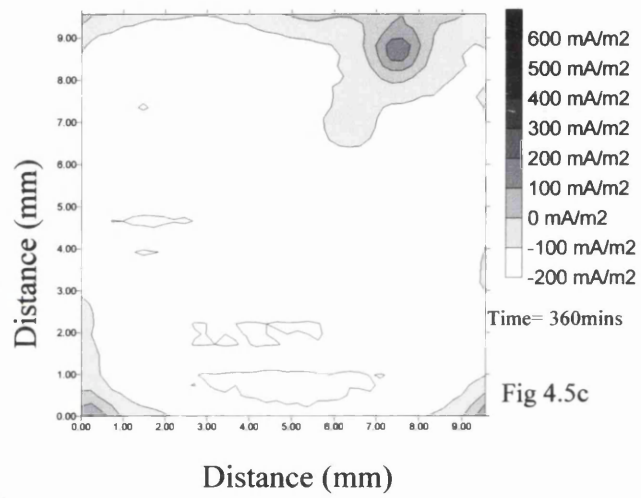 9.00
8.00
7.00
6.00
5.00
4.00
3.00
2.00
1.00
0.00
0.00 1.00 2.00 3.00 4.00 5.00 6.00 7.00 8.00 9.00
Distance (mm)
Distance (mm)
600 mA/m2
500 mA/m2
400 mA/m2
300 mA/m2
200 mA/m2
100 mA/m2
0 mA/m2
-100 mA/m2
-200 mA/m2
Time= 360mins
Fig 4.5c